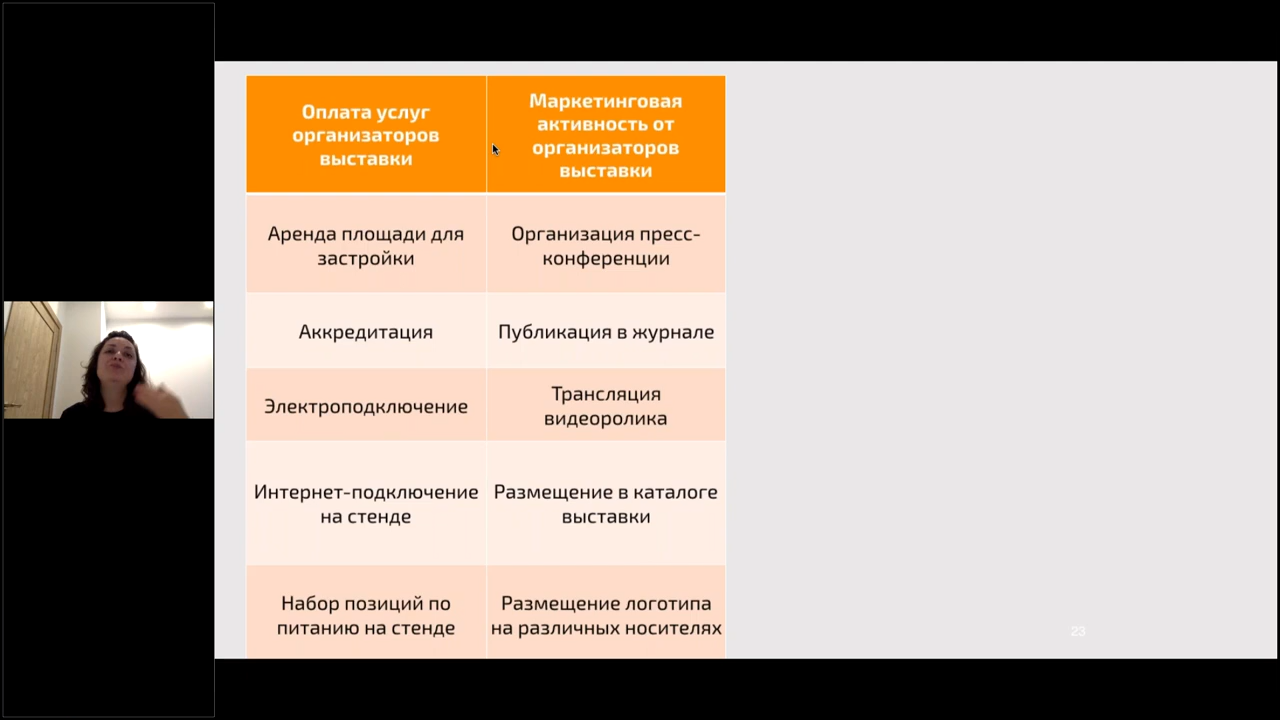 Оплата услуг
организаторов
выставки
Маркетинговая
активность от
организаторов
выставки
Аренда площади для
застройки
Организация пресс-
конференции
Аккредитация
Публикация в журнале
Электроподключение
Трансляция
видеоролика
Интернет-подключение
на стенде
Размещение в каталоге
выставки
Набор позиций по
питанию на стенде
Размещение логотипа
на различных носителях
23